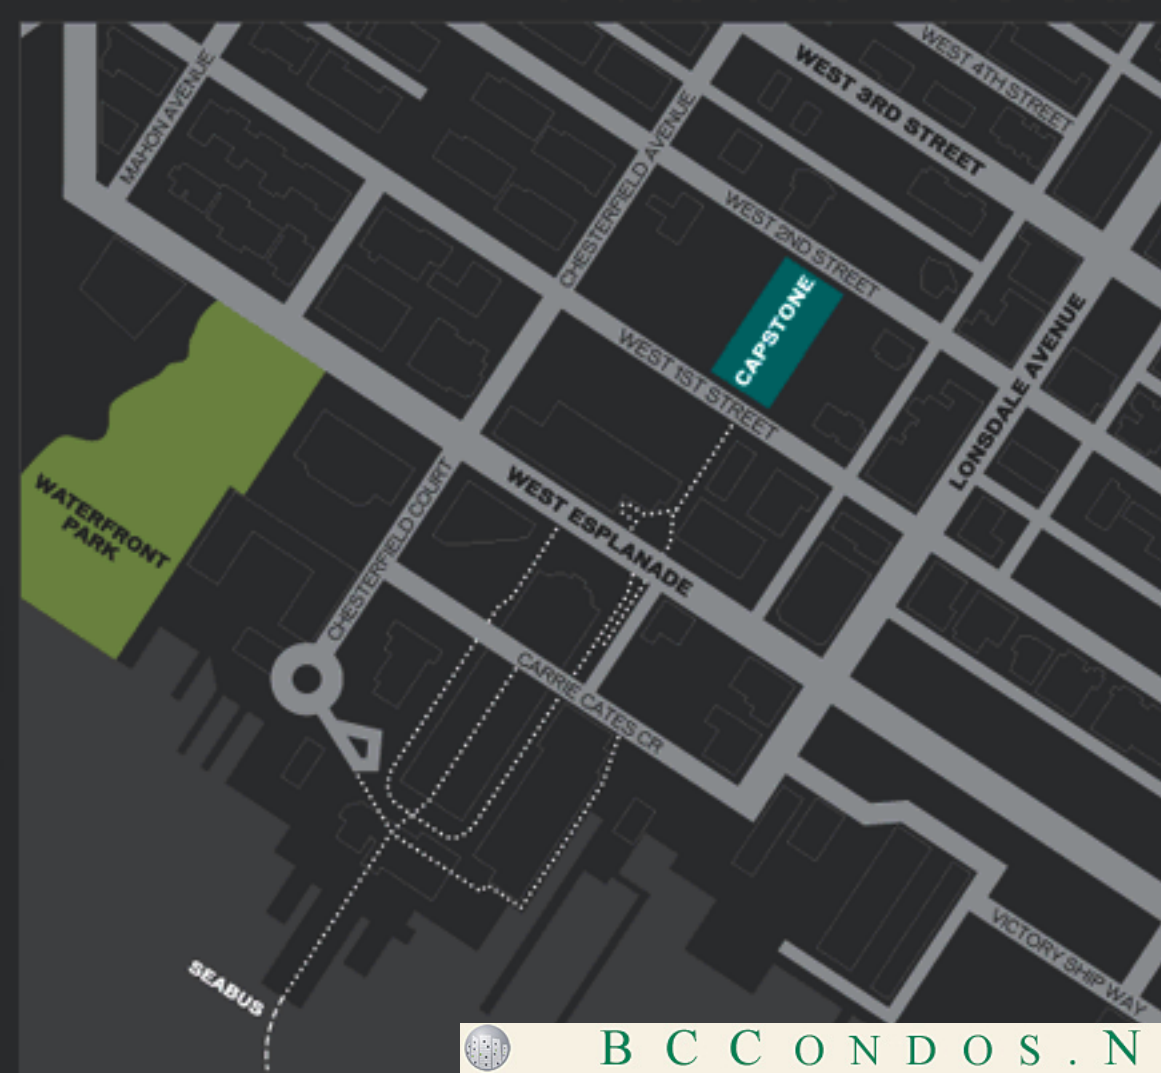 MAHON AVENUE
WEST 4TH STREET
WEST 3RD STREET
CHESTERFIELD AVENUE
WEST 2ND STREET
CAPSTONE
WEST 1ST STREET
LONSDALE AVENUE
WATERFRONT
PARK
CHESTERFIELD COURT
WEST ESPLANADE
CARRIE CATES CR
VICTORY SHIP WAY
SEABUS
BCCONDOS.N